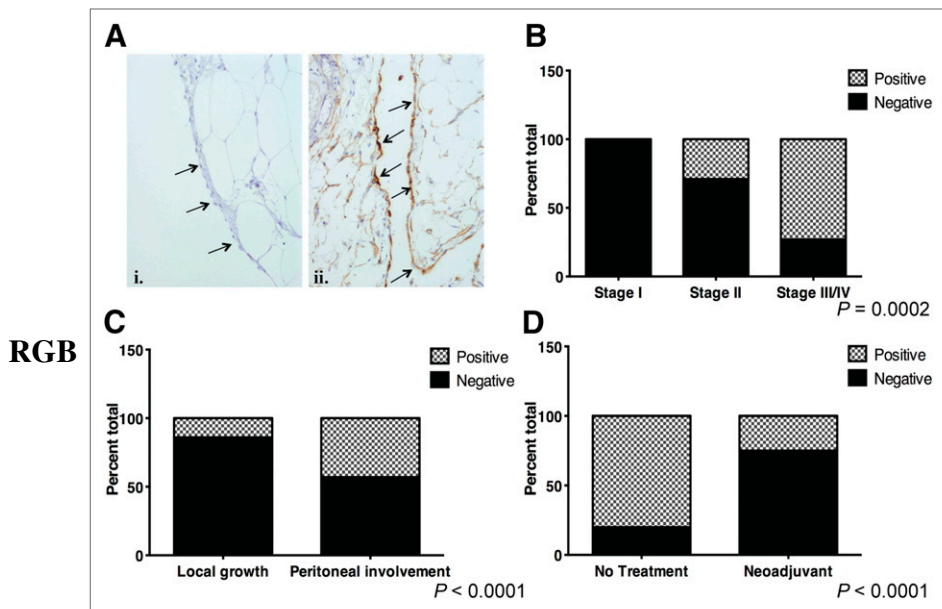 A
i.
ii.
B
150
100
50
0
Percent total
Positive
Negative
Stage I
Stage II
Stage III/IV
P = 0.0002
RGB
C
150
100
50
0
Percent total
Positive
Negative
Local growth
Peritoneal involvement
P < 0.0001
D
150
100
50
0
Percent total
Positive
Negative
No Treatment
Neoadjuvant
P < 0.0001